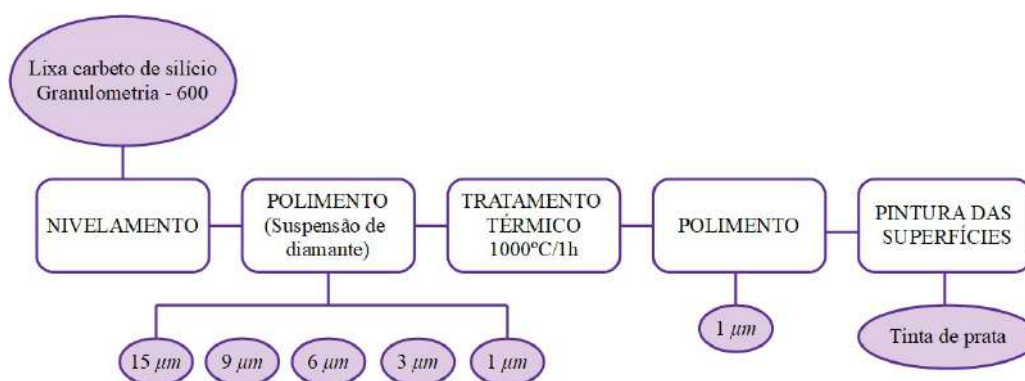 Lixa carbeto de silício
Granulometria - 600
NIVELAMENTO
POLIMENTO
(Suspensão de
diamante)
TRATAMENTO
TÉRMICO
1000ºC/1h
POLIMENTO
PINTURA DAS
SUPERFÍCIES
15 μm
9 μm
6 μm
3 μm
1 μm
1 μm
Tinta de prata